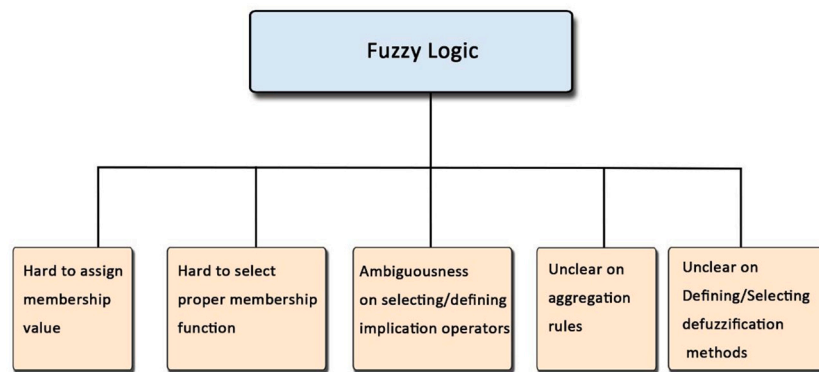 Fuzzy Logic
Hard to assign
membership
value
Hard to select
proper membership
function
Ambiguousness
on selecting/defining
implication operators
Unclear on
aggregation
rules
Unclear on
Defining/Selecting
defuzzification
methods